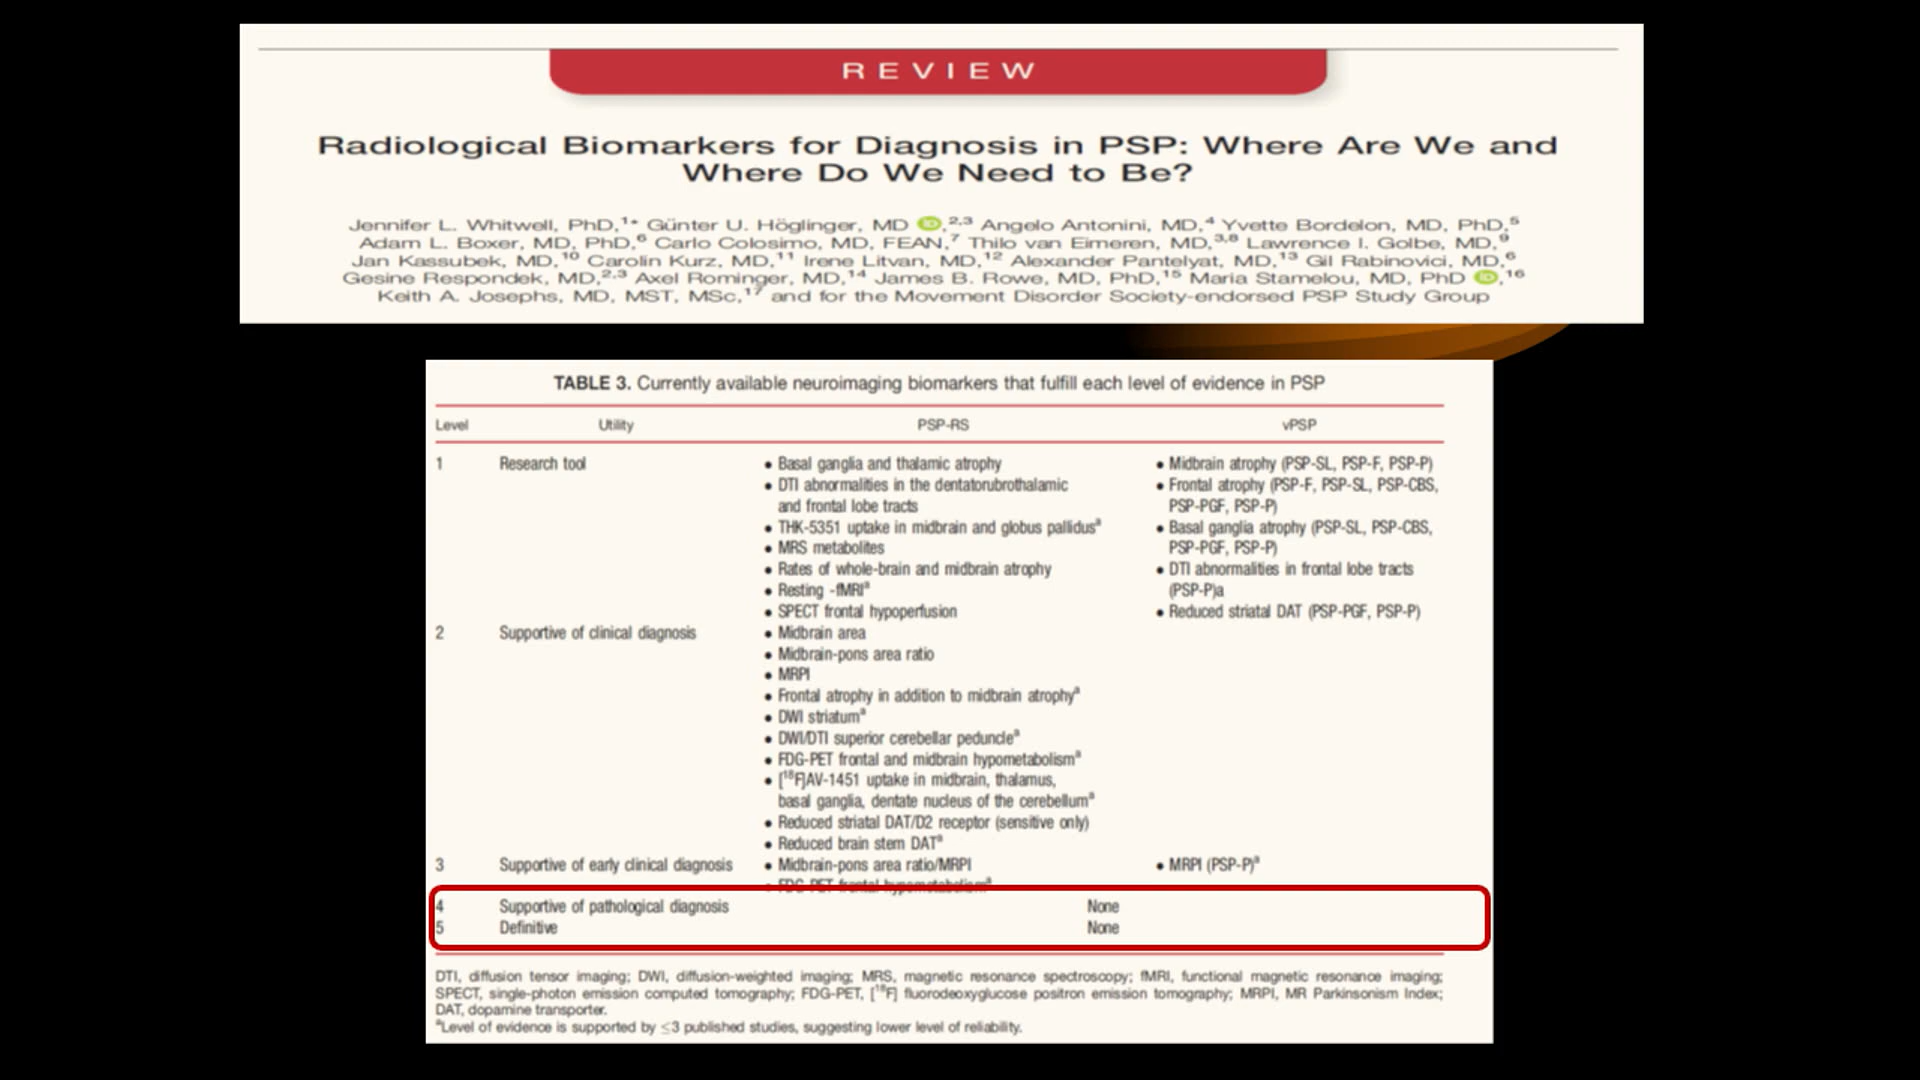 REVIEW
Radiological Biomarkers for Diagnosis in PSP: Where Are We and
Where Do We Need to Be?
Jennifer L. Whitwell, PhD,1* Günter U. Höglinger, MD iD,2,3 Angelo Antonini, MD,4 Yvette Bordelon, MD, PhD,5
Adam L. Boxer, MD, PhD,6 Carlo Colosimo, MD, FEAN,7 Thilo van Eimeren, MD,3,8 Lawrence I. Golbe, MD,9
Jan Kassubek, MD,10 Carolin Kurz, MD,11 Irene Litvan, MD,12 Alexander Pantelyat, MD,13 Gil Rabinovici, MD,6
Gesine Respondek, MD,2,3 Axel Rominger, MD,14 James B. Rowe, MD, PhD,15 Maria Stamelou, MD, PhD iD,16
Keith A. Josephs, MD, MST, MSc,17 and for the Movement Disorder Society-endorsed PSP Study Group
TABLE 3. Currently available neuroimaging biomarkers that fulfill each level of evidence in PSP
Level Utility PSP-RS vPSP
1 Research tool • Basal ganglia and thalamic atrophy • Midbrain atrophy (PSP-SL, PSP-F, PSP-P)
• DTI abnormalities in the dentatorubrothalamic • Frontal atrophy (PSP-F, PSP-SL, PSP-CBS,
and frontal lobe tracts PSP-PGF, PSP-P)
• THK-5351 uptake in midbrain and globus pallidusa • Basal ganglia atrophy (PSP-SL, PSP-CBS,
• MRS metabolites PSP-PGF, PSP-P)
• Rates of whole-brain and midbrain atrophy • DTI abnormalities in frontal lobe tracts
• Resting -fMRIa (PSP-P)a
• SPECT frontal hypoperfusion • Reduced striatal DAT (PSP-PGF, PSP-P)
2 Supportive of clinical diagnosis • Midbrain area
• Midbrain-pons area ratio
• MRPI
• Frontal atrophy in addition to midbrain atrophya
• DWI striatuma
• DWI/DTI superior cerebellar pedunclea
• FDG-PET frontal and midbrain hypometabolisma
• [18F]AV-1451 uptake in midbrain, thalamus,
basal ganglia, dentate nucleus of the cerebelluma
• Reduced striatal DAT/D2 receptor (sensitive only)
• Reduced brain stem DATa
3 Supportive of early clinical diagnosis • Midbrain-pons area ratio/MRPI • MRPI (PSP-P)a
• FDG-PET frontal hypometabolisma
4 Supportive of pathological diagnosis None
5 Definitive None
DTI, diffusion tensor imaging; DWI, diffusion-weighted imaging; MRS, magnetic resonance spectroscopy; fMRI, functional magnetic resonance imaging;
SPECT, single-photon emission computed tomography; FDG-PET, [18F] fluorodeoxyglucose positron emission tomography; MRPI, MR Parkinsonism Index;
DAT, dopamine transporter.
aLevel of evidence is supported by ≤3 published studies, suggesting lower level of reliability.